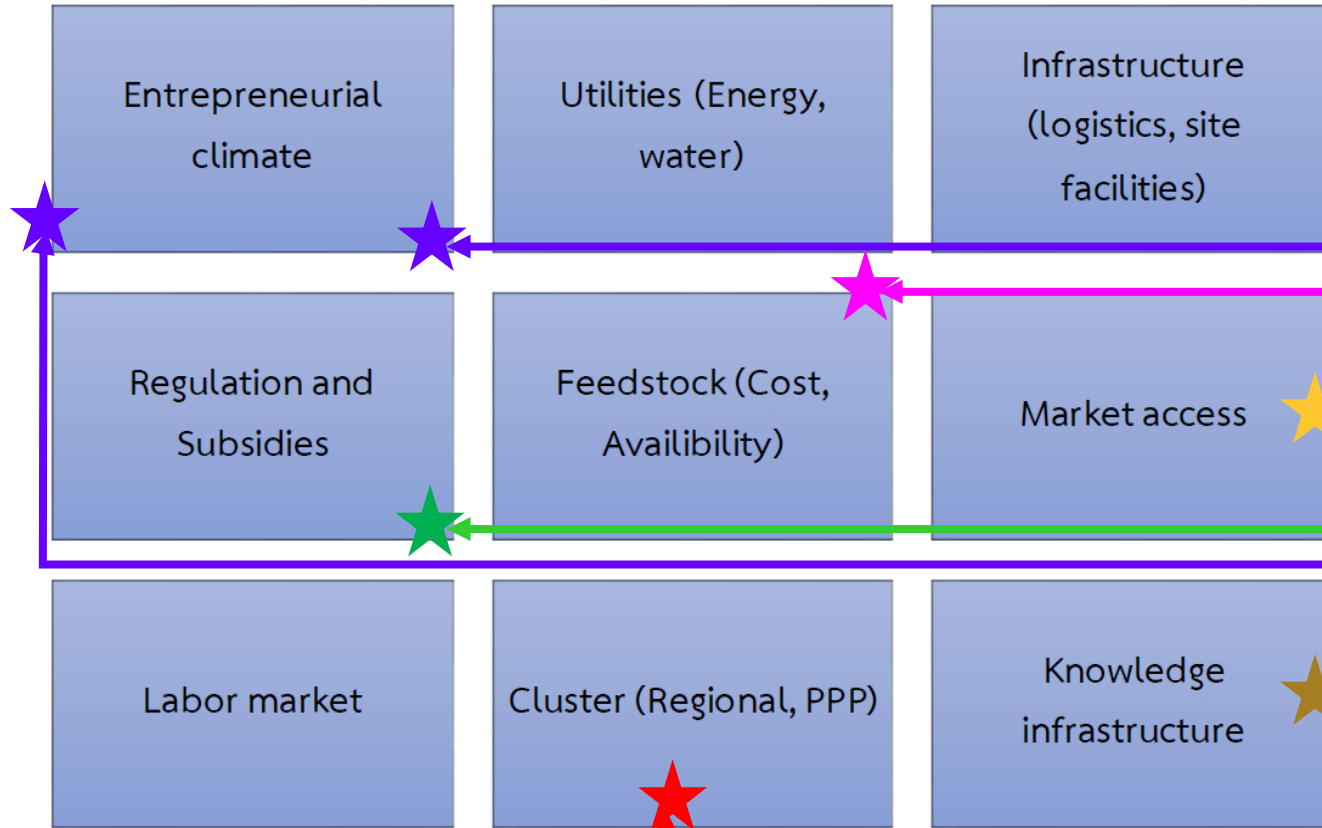 Entrepreneurial
climate
Utilities (Energy,
water)
Infrastructure
(logistics, site
facilities)
Regulation and
Subsidies
Feedstock (Cost,
Availibility)
Market access
Labor market
Cluster (Regional, PPP)
Knowledge
infrastructure